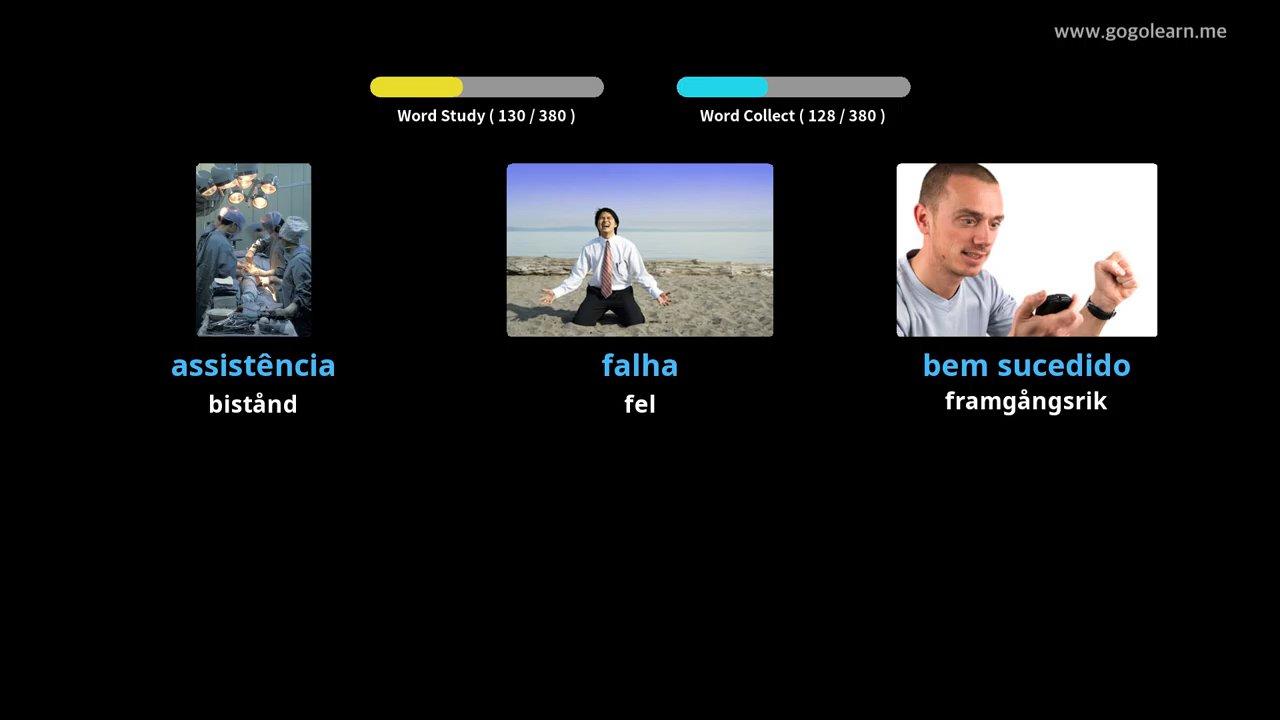 www.gogolearn.me
Word Study ( 130 / 380 )
Word Collect ( 128 / 380 )
assistência
falha
bem sucedido
bistånd
fel
framgångsrik